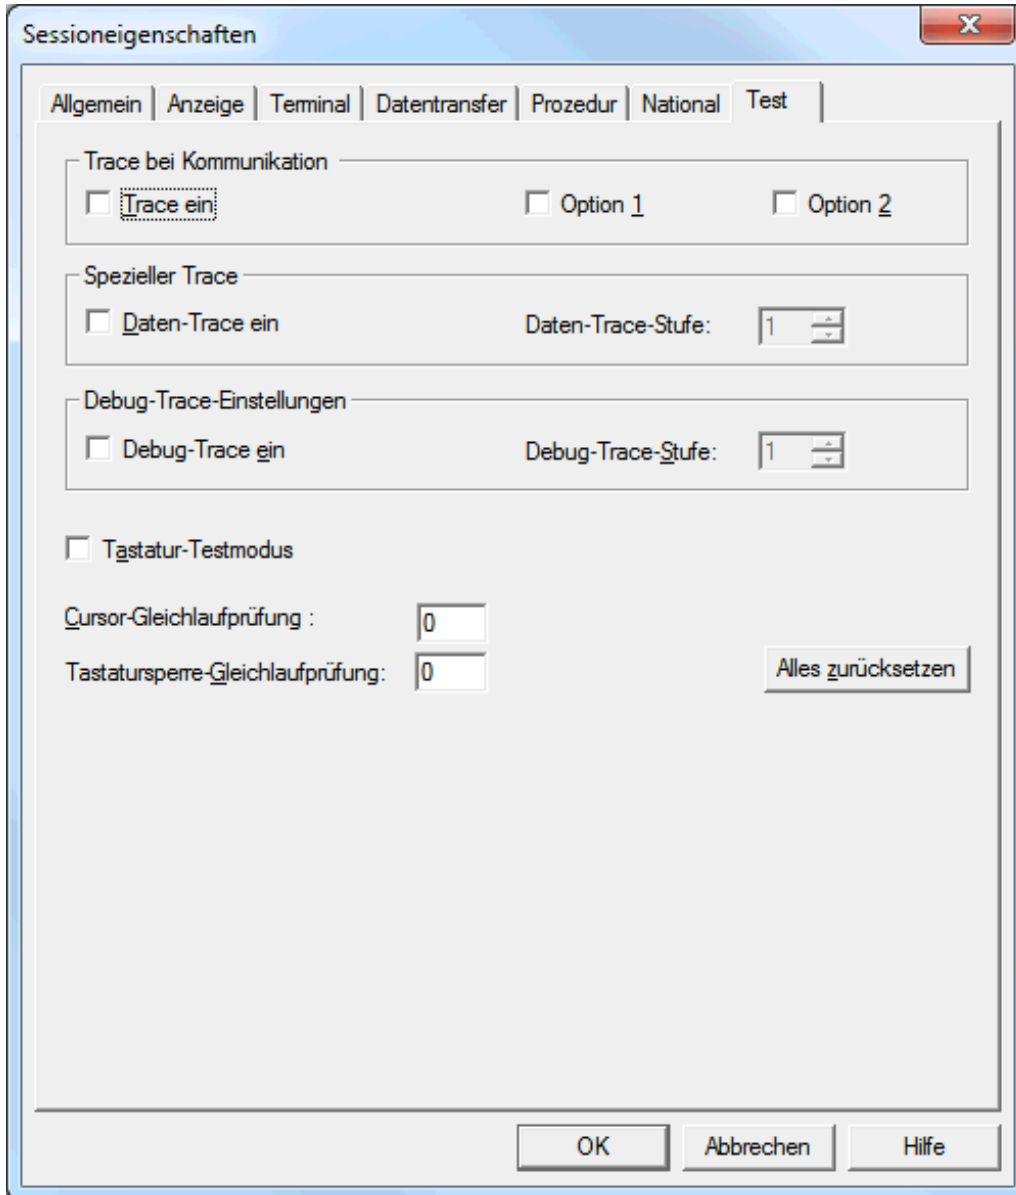 Sessioneigenschaften
Allgemein Anzeige Terminal Datentransfer Prozedur National Test
Trace bei Kommunikation
Trace ein Option 1 Option 2
Spezieller Trace
Daten-Trace ein Daten-Trace-Stufe: 1
Debug-Trace-Einstellungen
Debug-Trace ein Debug-Trace-Stufe: 1
Tastatur-Testmodus
Cursor-Gleichlaufprüfung : 0
Tastatursperre-Gleichlaufprüfung: 0 Alles zurücksetzen
OK Abbrechen Hilfe